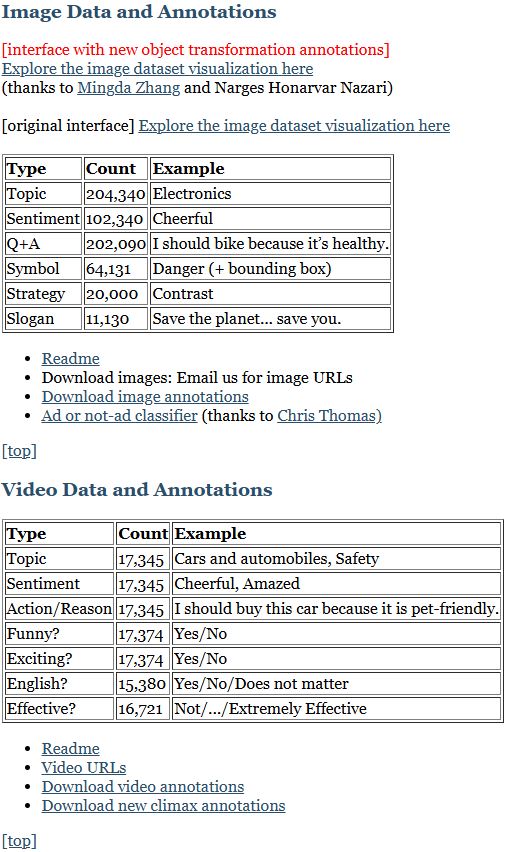 Image Data and Annotations
[interface with new object transformation annotations]
Explore the image dataset visualization here
(thanks to Mingda Zhang and Narges Honarvar Nazari)
[original interface] Explore the image dataset visualization here
Type Count Example
Topic 204,340 Electronics
Sentiment 102,340 Cheerful
Q+A 202,090 I should bike because it's healthy.
Symbol 64,131 Danger (+ bounding box)
Strategy 20,000 Contrast
Slogan 11,130 Save the planet... save you.
• Readme
• Download images: Email us for image URLs
• Download image annotations
• Ad or not-ad classifier (thanks to Chris Thomas)
[top]
Video Data and Annotations
Type Count Example
Topic 17,345 Cars and automobiles, Safety
Sentiment 17,345 Cheerful, Amazed
Action/Reason 17,345 I should buy this car because it is pet-friendly.
Funny? 17,374 Yes/No
Exciting? 17,374 Yes/No
English? 15,380 Yes/No/Does not matter
Effective? 16,721 Not/.../Extremely Effective
• Readme
• Video URLs
• Download video annotations
• Download new climax annotations
[top]